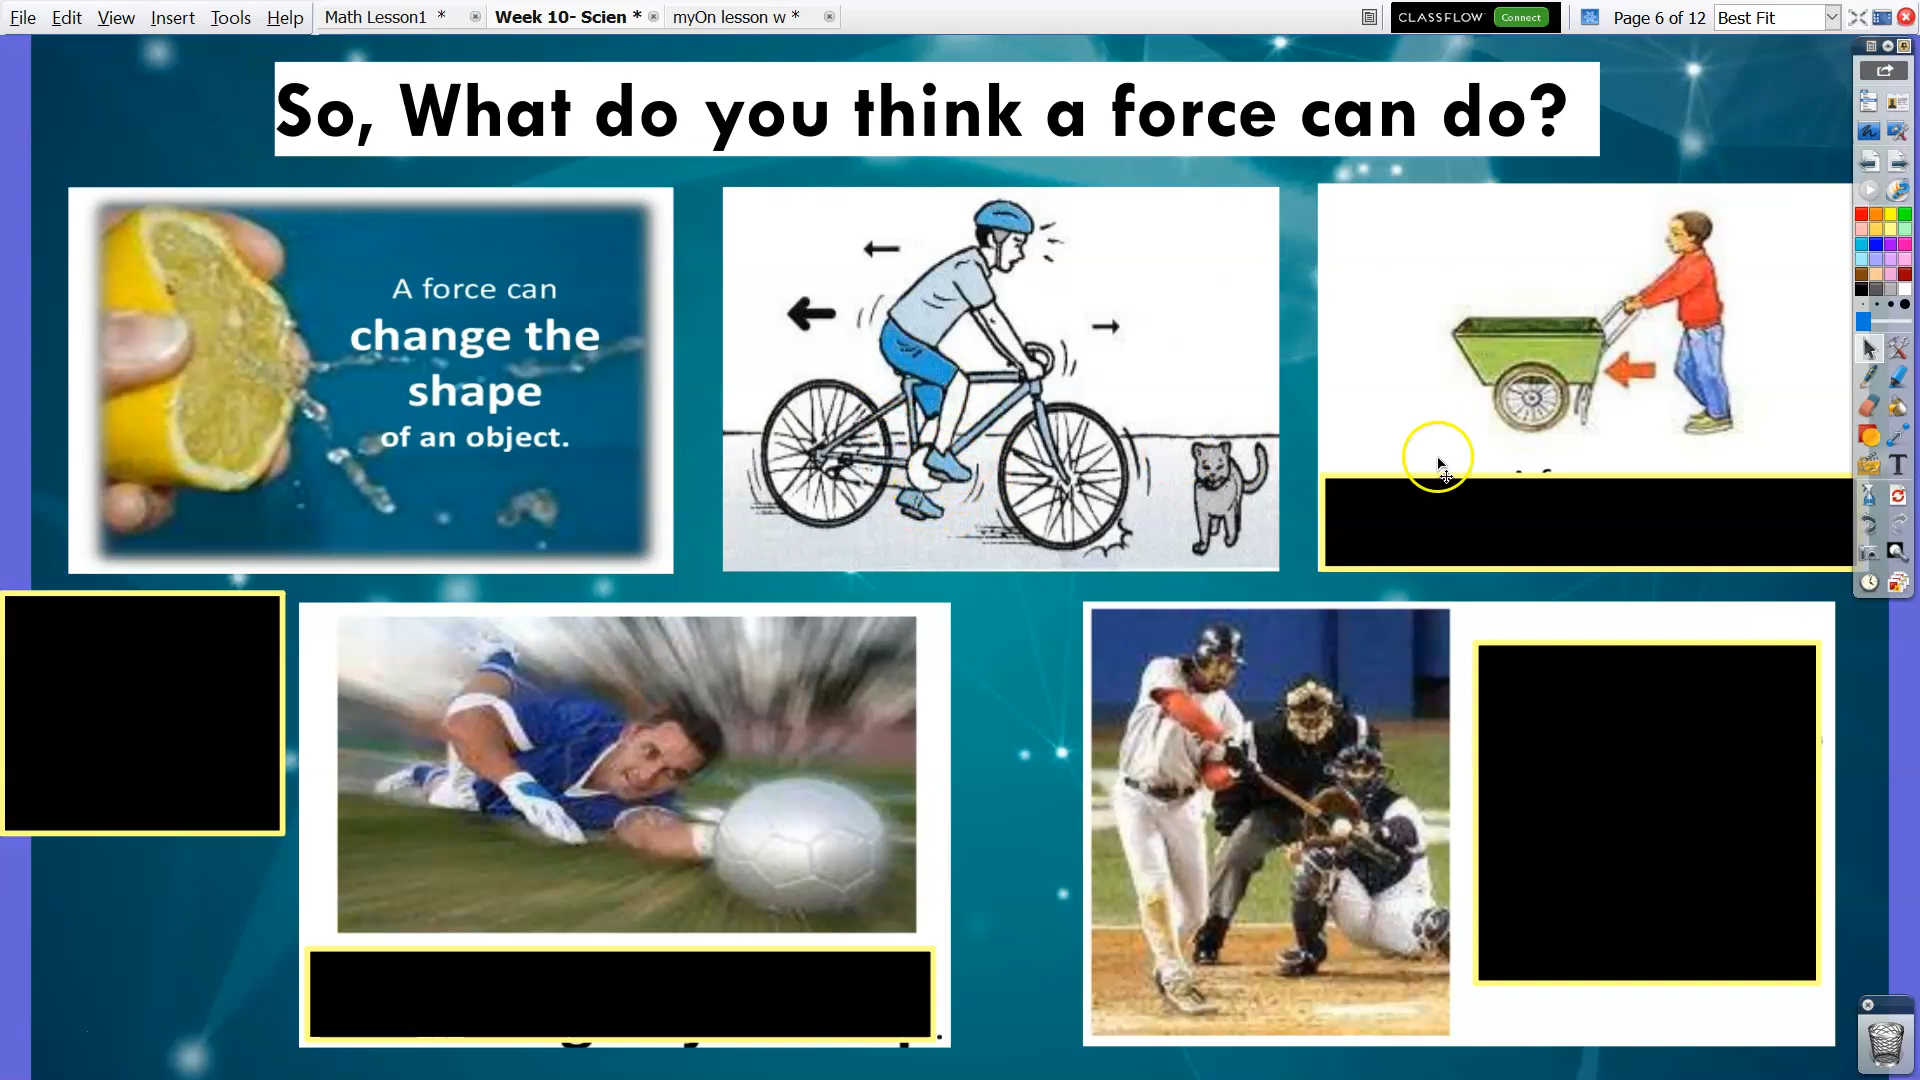 File Edit View Insert Tools Help Math Lesson1 * Week 10- Scien * myOn lesson w * CLASSFLOW Connect Page 6 of 12 Best Fit
So, What do you think a force can do?
A force can
change the
shape
of an object.